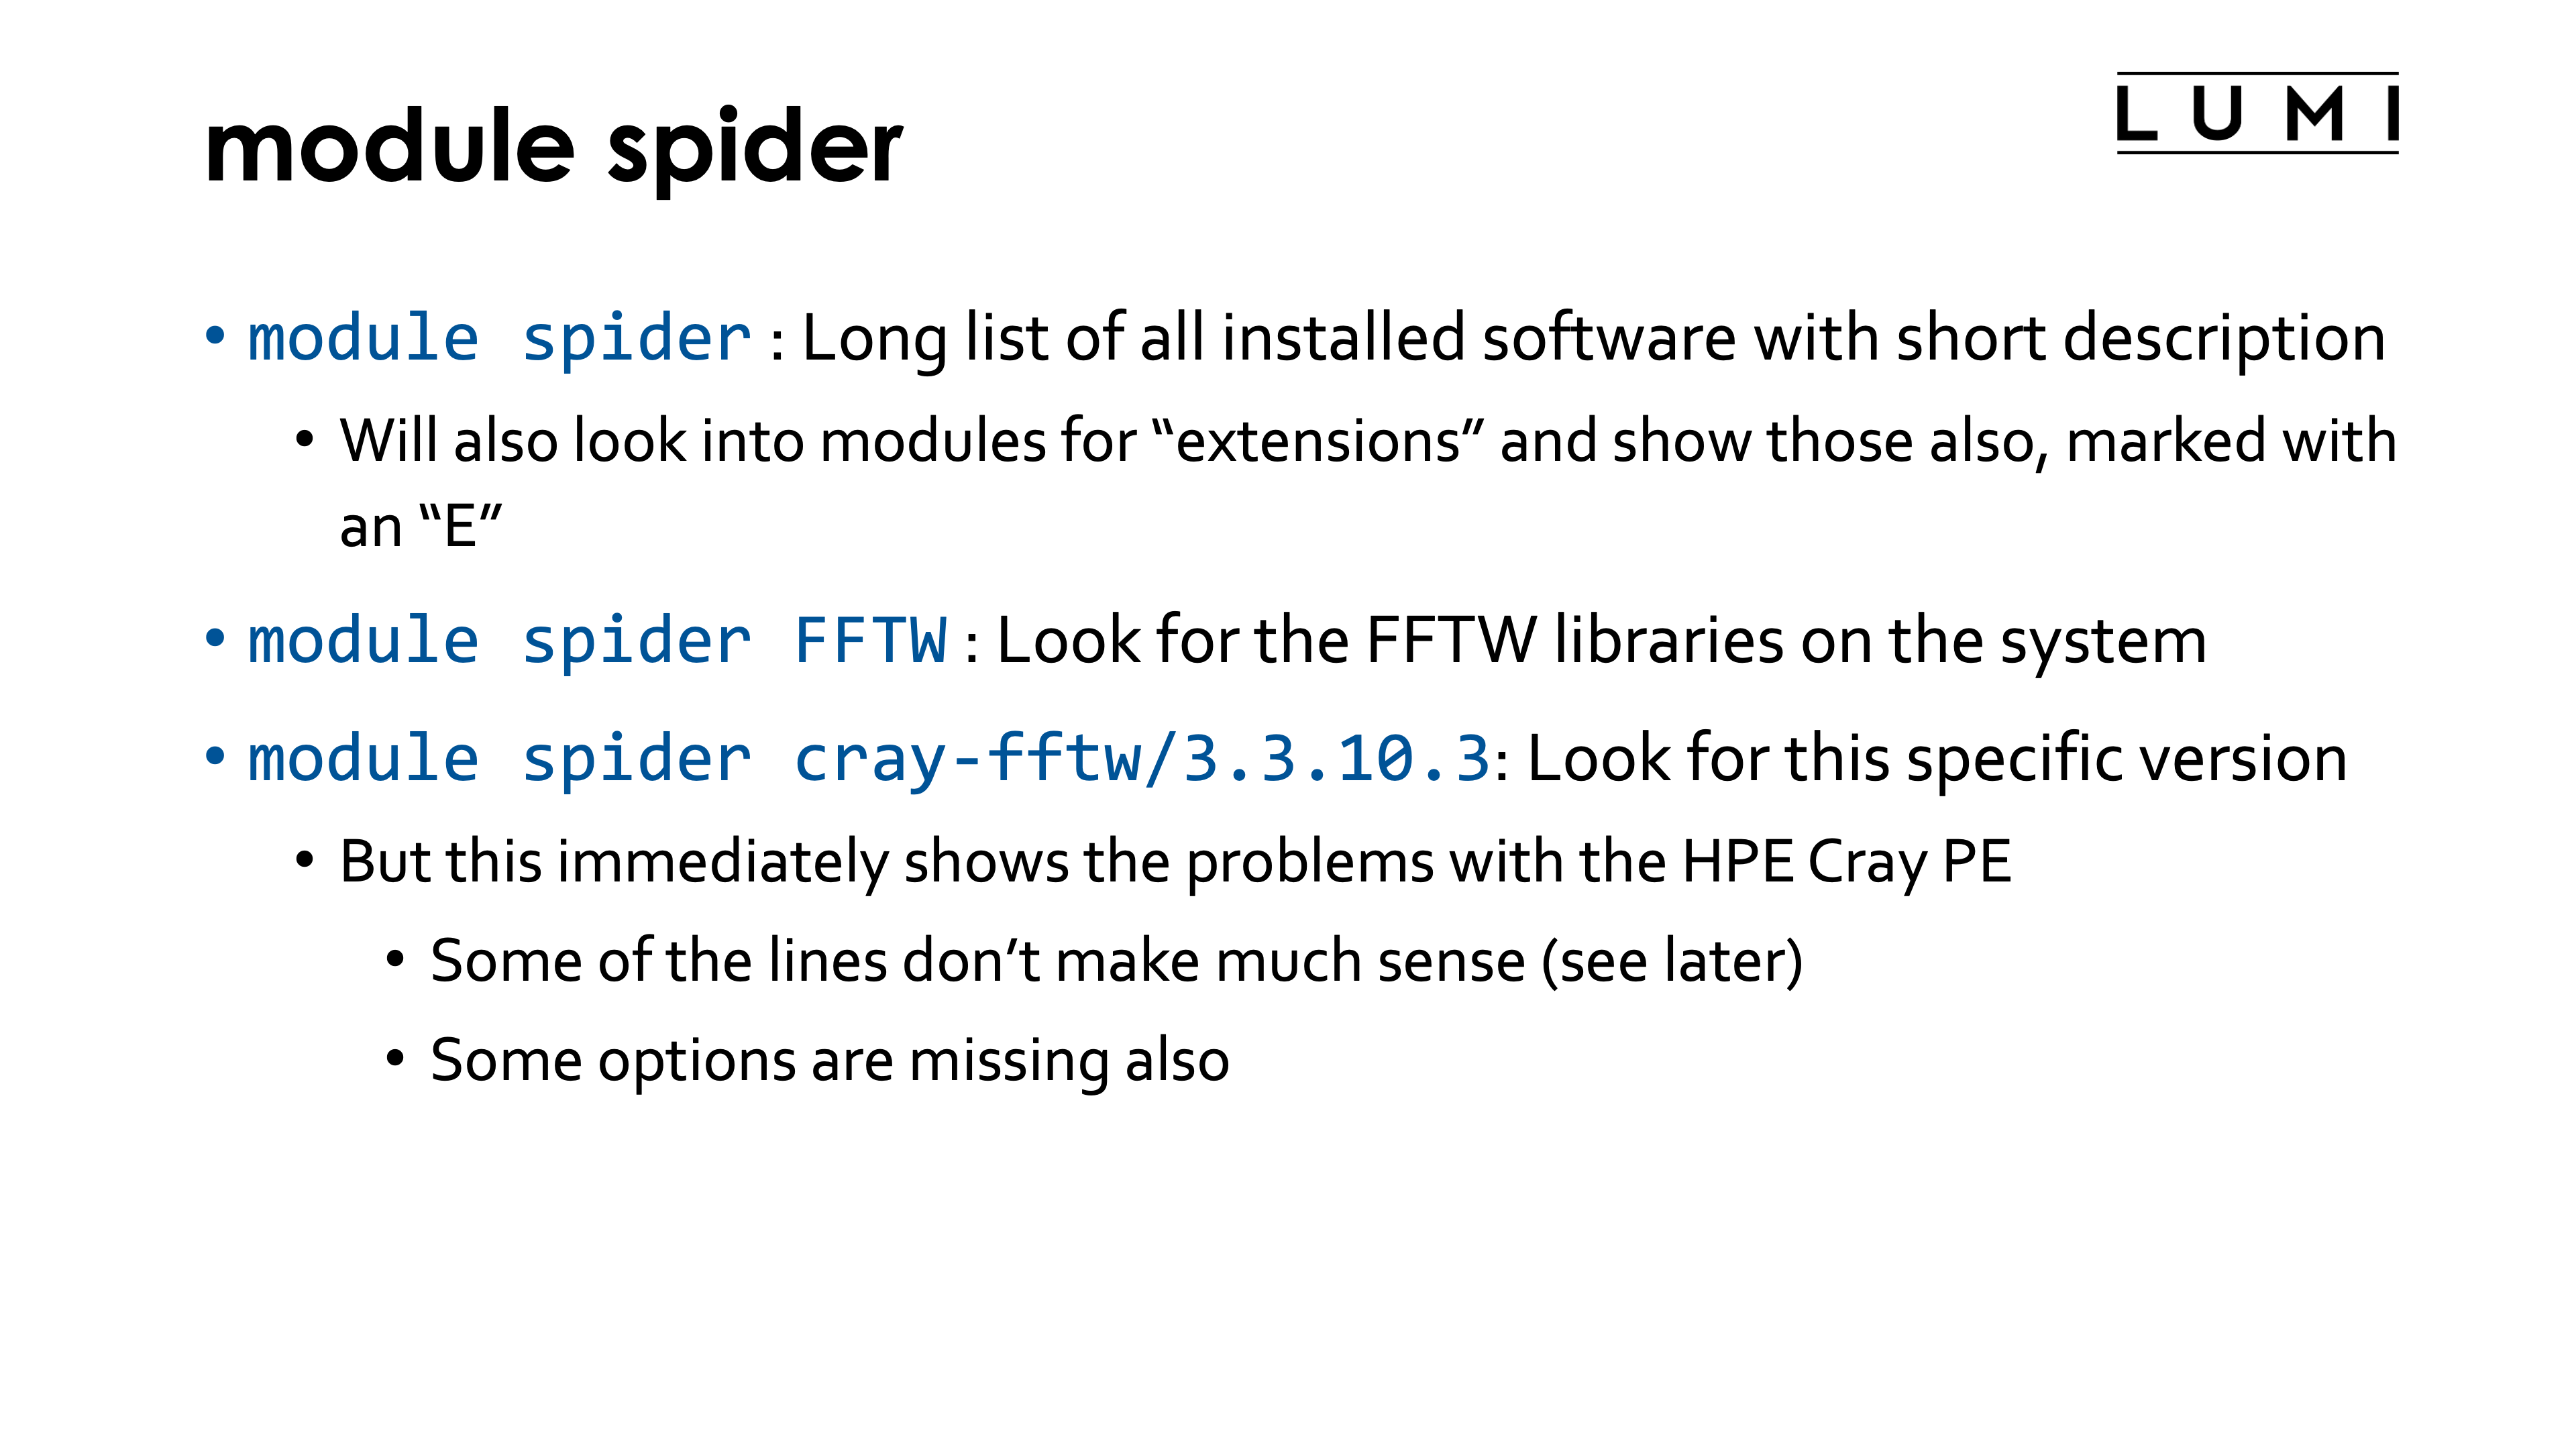 module spider
LUMI
• module spider : Long list of all installed software with short description
• Will also look into modules for “extensions” and show those also, marked with
an “E”
• module spider FFTW : Look for the FFTW libraries on the system
• module spider cray-fftw/3.3.10.3: Look for this specific version
• But this immediately shows the problems with the HPE Cray PE
• Some of the lines don’t make much sense (see later)
• Some options are missing also